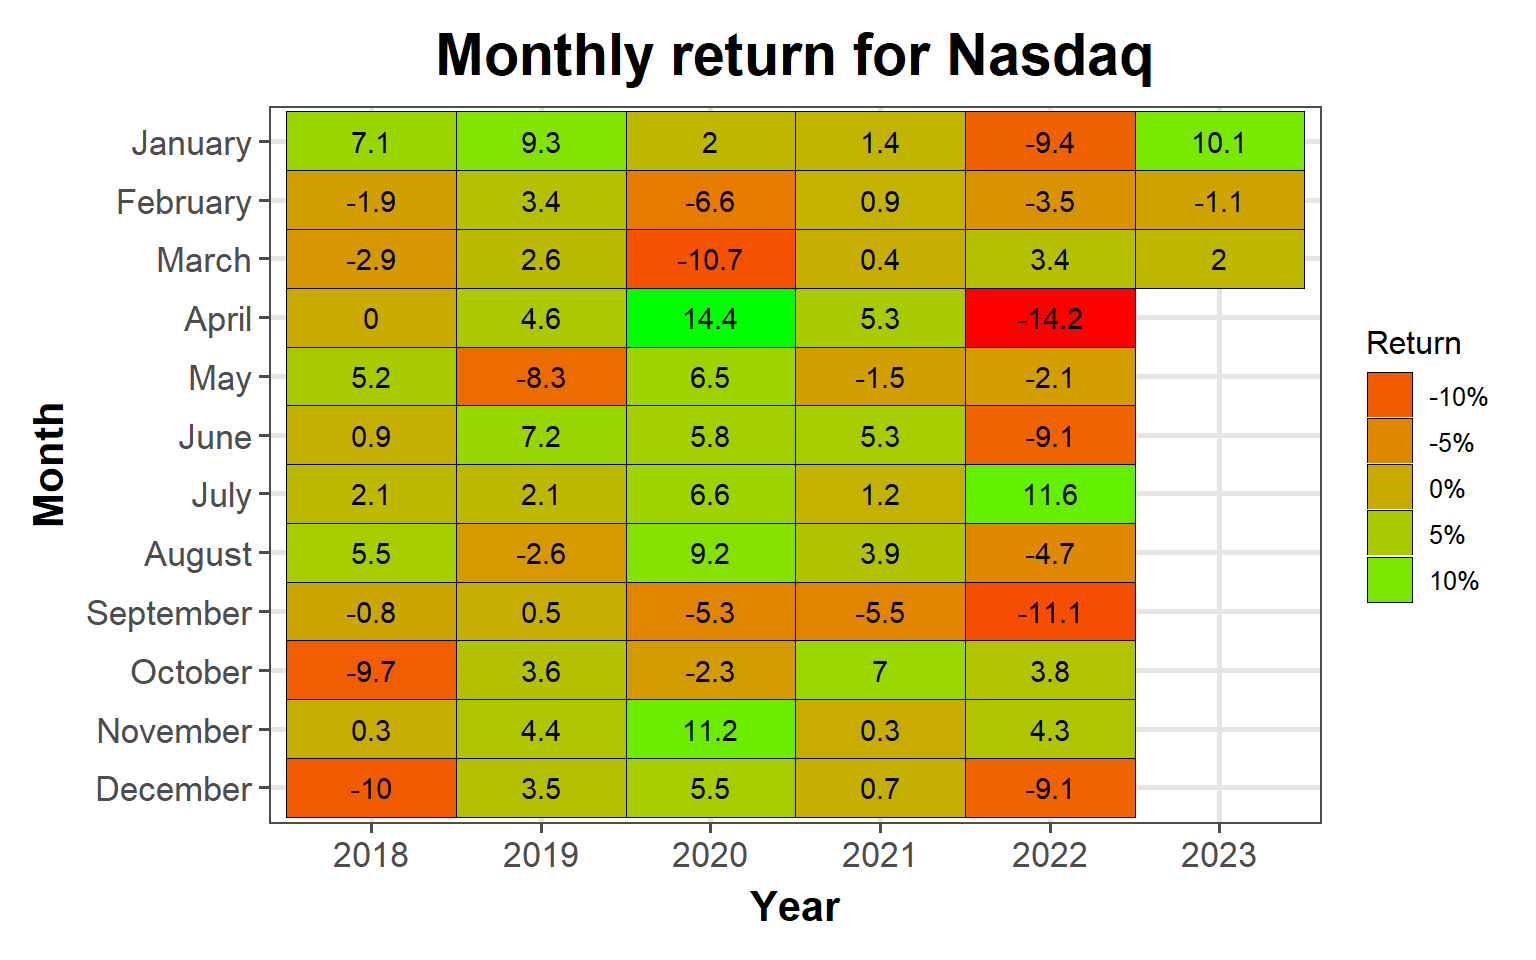 Monthly return for Nasdaq
January 7.1 9.3 2 1.4 -9.4 10.1
February -1.9 3.4 -6.6 0.9 -3.5 -1.1
March -2.9 2.6 -10.7 0.4 3.4 2
April 0 4.6 14.4 5.3 -14.2
May 5.2 -8.3 6.5 -1.5 -2.1
June 0.9 7.2 5.8 5.3 -9.1
July 2.1 2.1 6.6 1.2 11.6
August 5.5 -2.6 9.2 3.9 -4.7
September -0.8 0.5 -5.3 -5.5 -11.1
October -9.7 3.6 -2.3 7 3.8
November 0.3 4.4 11.2 0.3 4.3
December -10 3.5 5.5 0.7 -9.1
2018 2019 2020 2021 2022 2023
Year
Month
Return
-10%
-5%
0%
5%
10%